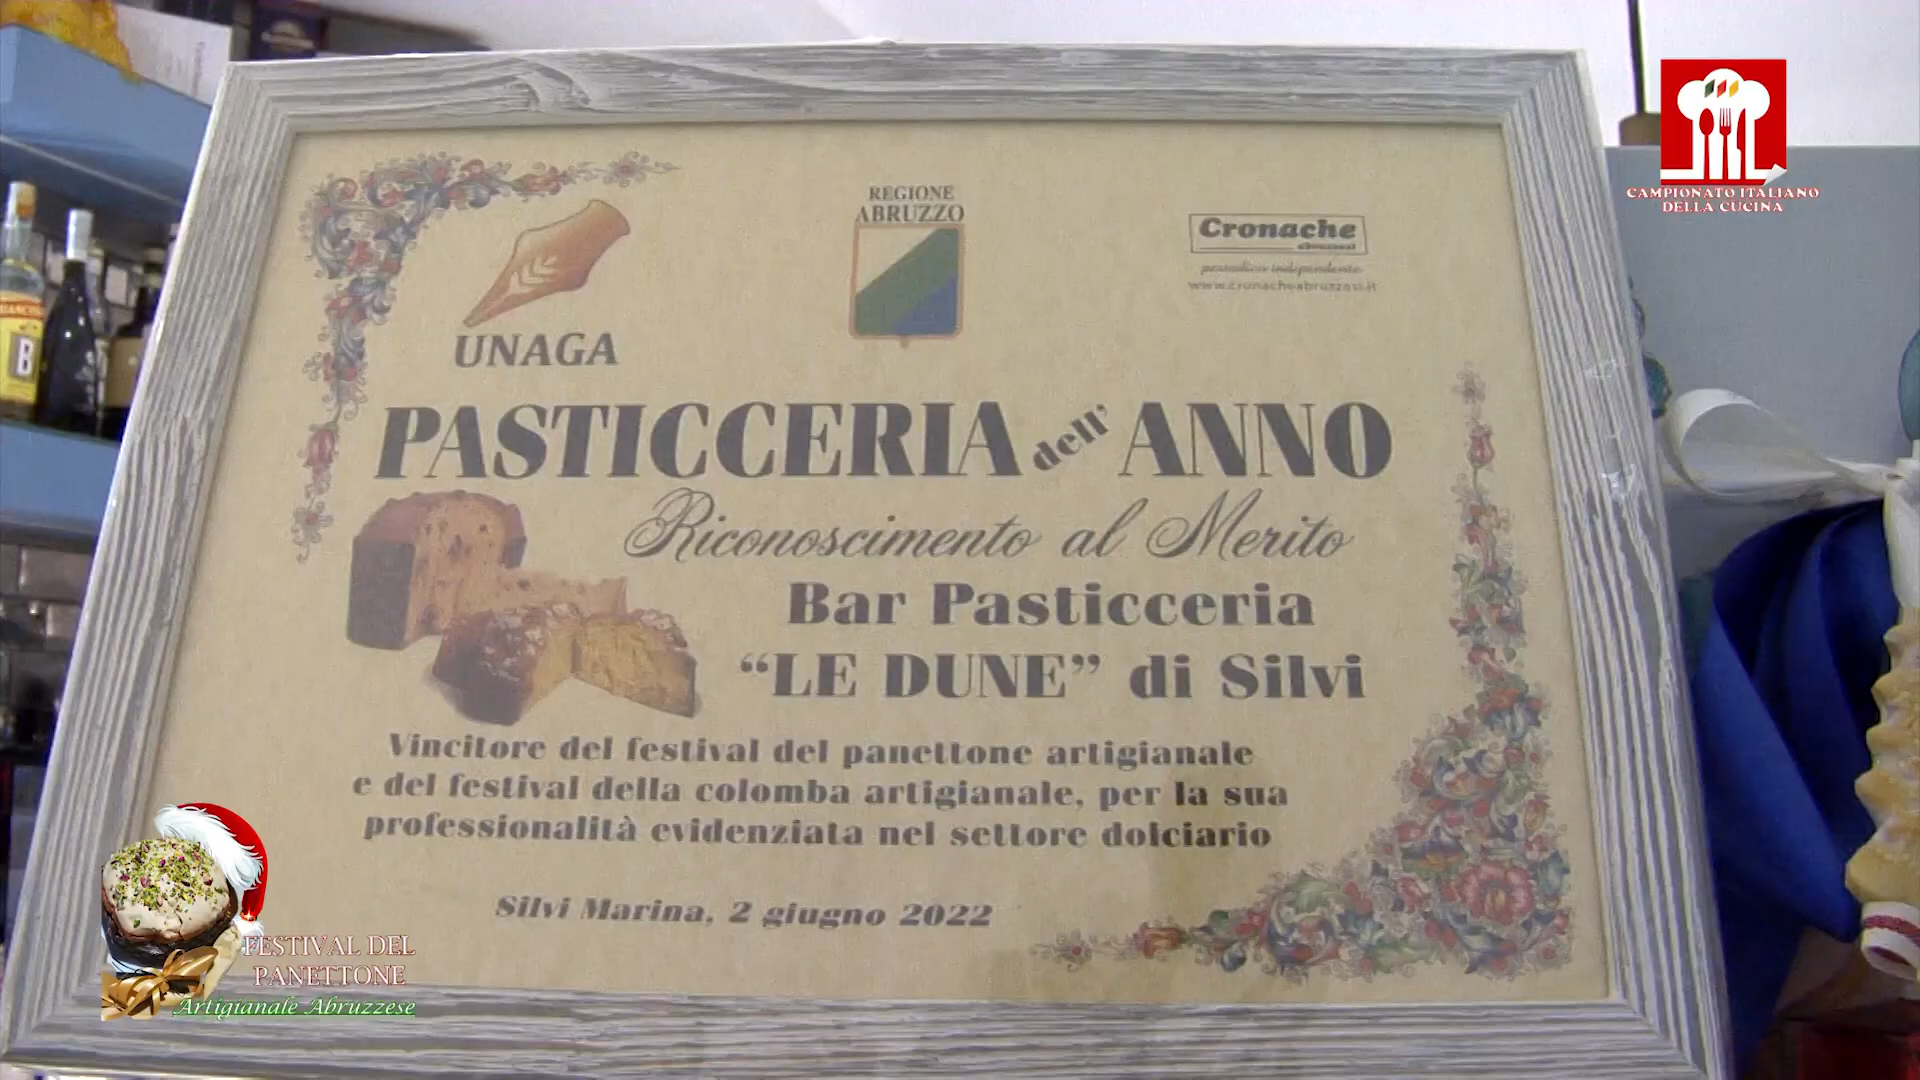 CAMPIONATO ITALIANO
DELLA CUCINA
REGIONE
ABRUZZO
Cronache
abruzzesi
periodico indipendente
www.cronacheabruzzesi.it
UNAGA
PASTICCERIA dell' ANNO
Riconoscimento al Merito
Bar Pasticceria
“LE DUNE” di Silvi
Vincitore del festival del panettone artigianale
e del festival della colomba artigianale, per la sua
professionalità evidenziata nel settore dolciario
Silvi Marina, 2 giugno 2022
FESTIVAL DEL
PANETTONE
Artigianale Abruzzese
B